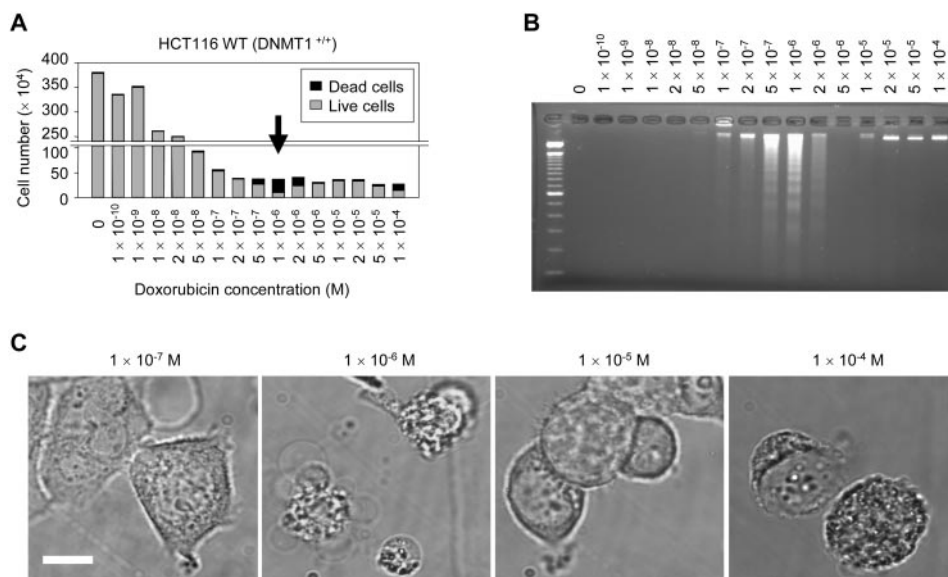 A
HCT116 WT (DNMT1 +/+)
Cell number (× 10⁴)
400
350
300
250
100
50
0
Dead cells
Live cells
0
1 × 10⁻¹⁰
1 × 10⁻⁹
1 × 10⁻⁸
2 × 10⁻⁸
5 × 10⁻⁸
1 × 10⁻⁷
2 × 10⁻⁷
5 × 10⁻⁷
1 × 10⁻⁶
2 × 10⁻⁶
5 × 10⁻⁶
1 × 10⁻⁵
2 × 10⁻⁵
5 × 10⁻⁵
1 × 10⁻⁴
Doxorubicin concentration (M)
B
0
1 × 10⁻¹⁰
1 × 10⁻⁹
1 × 10⁻⁸
2 × 10⁻⁸
5 × 10⁻⁸
1 × 10⁻⁷
2 × 10⁻⁷
5 × 10⁻⁷
1 × 10⁻⁶
2 × 10⁻⁶
5 × 10⁻⁶
1 × 10⁻⁵
2 × 10⁻⁵
5 × 10⁻⁵
1 × 10⁻⁴
C
1 × 10⁻⁷ M
1 × 10⁻⁶ M
1 × 10⁻⁵ M
1 × 10⁻⁴ M